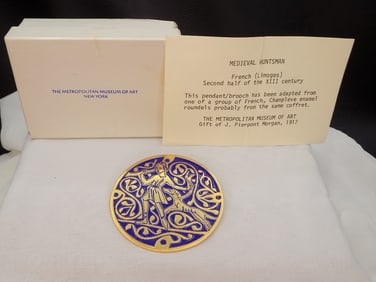 THE METROPOLITAN MUSEUM OF ART
NEW YORK
MEDIEVAL HUNTSMAN
French (Limoges)
Second half of the XIII century
This pendant/brooch has been adapted from
one of a group of French, Champleve enamel
roundels probably from the same coffret.
THE METROPOLITAN MUSEUM OF ART
Gift of J. Pierpont Morgan, 1917